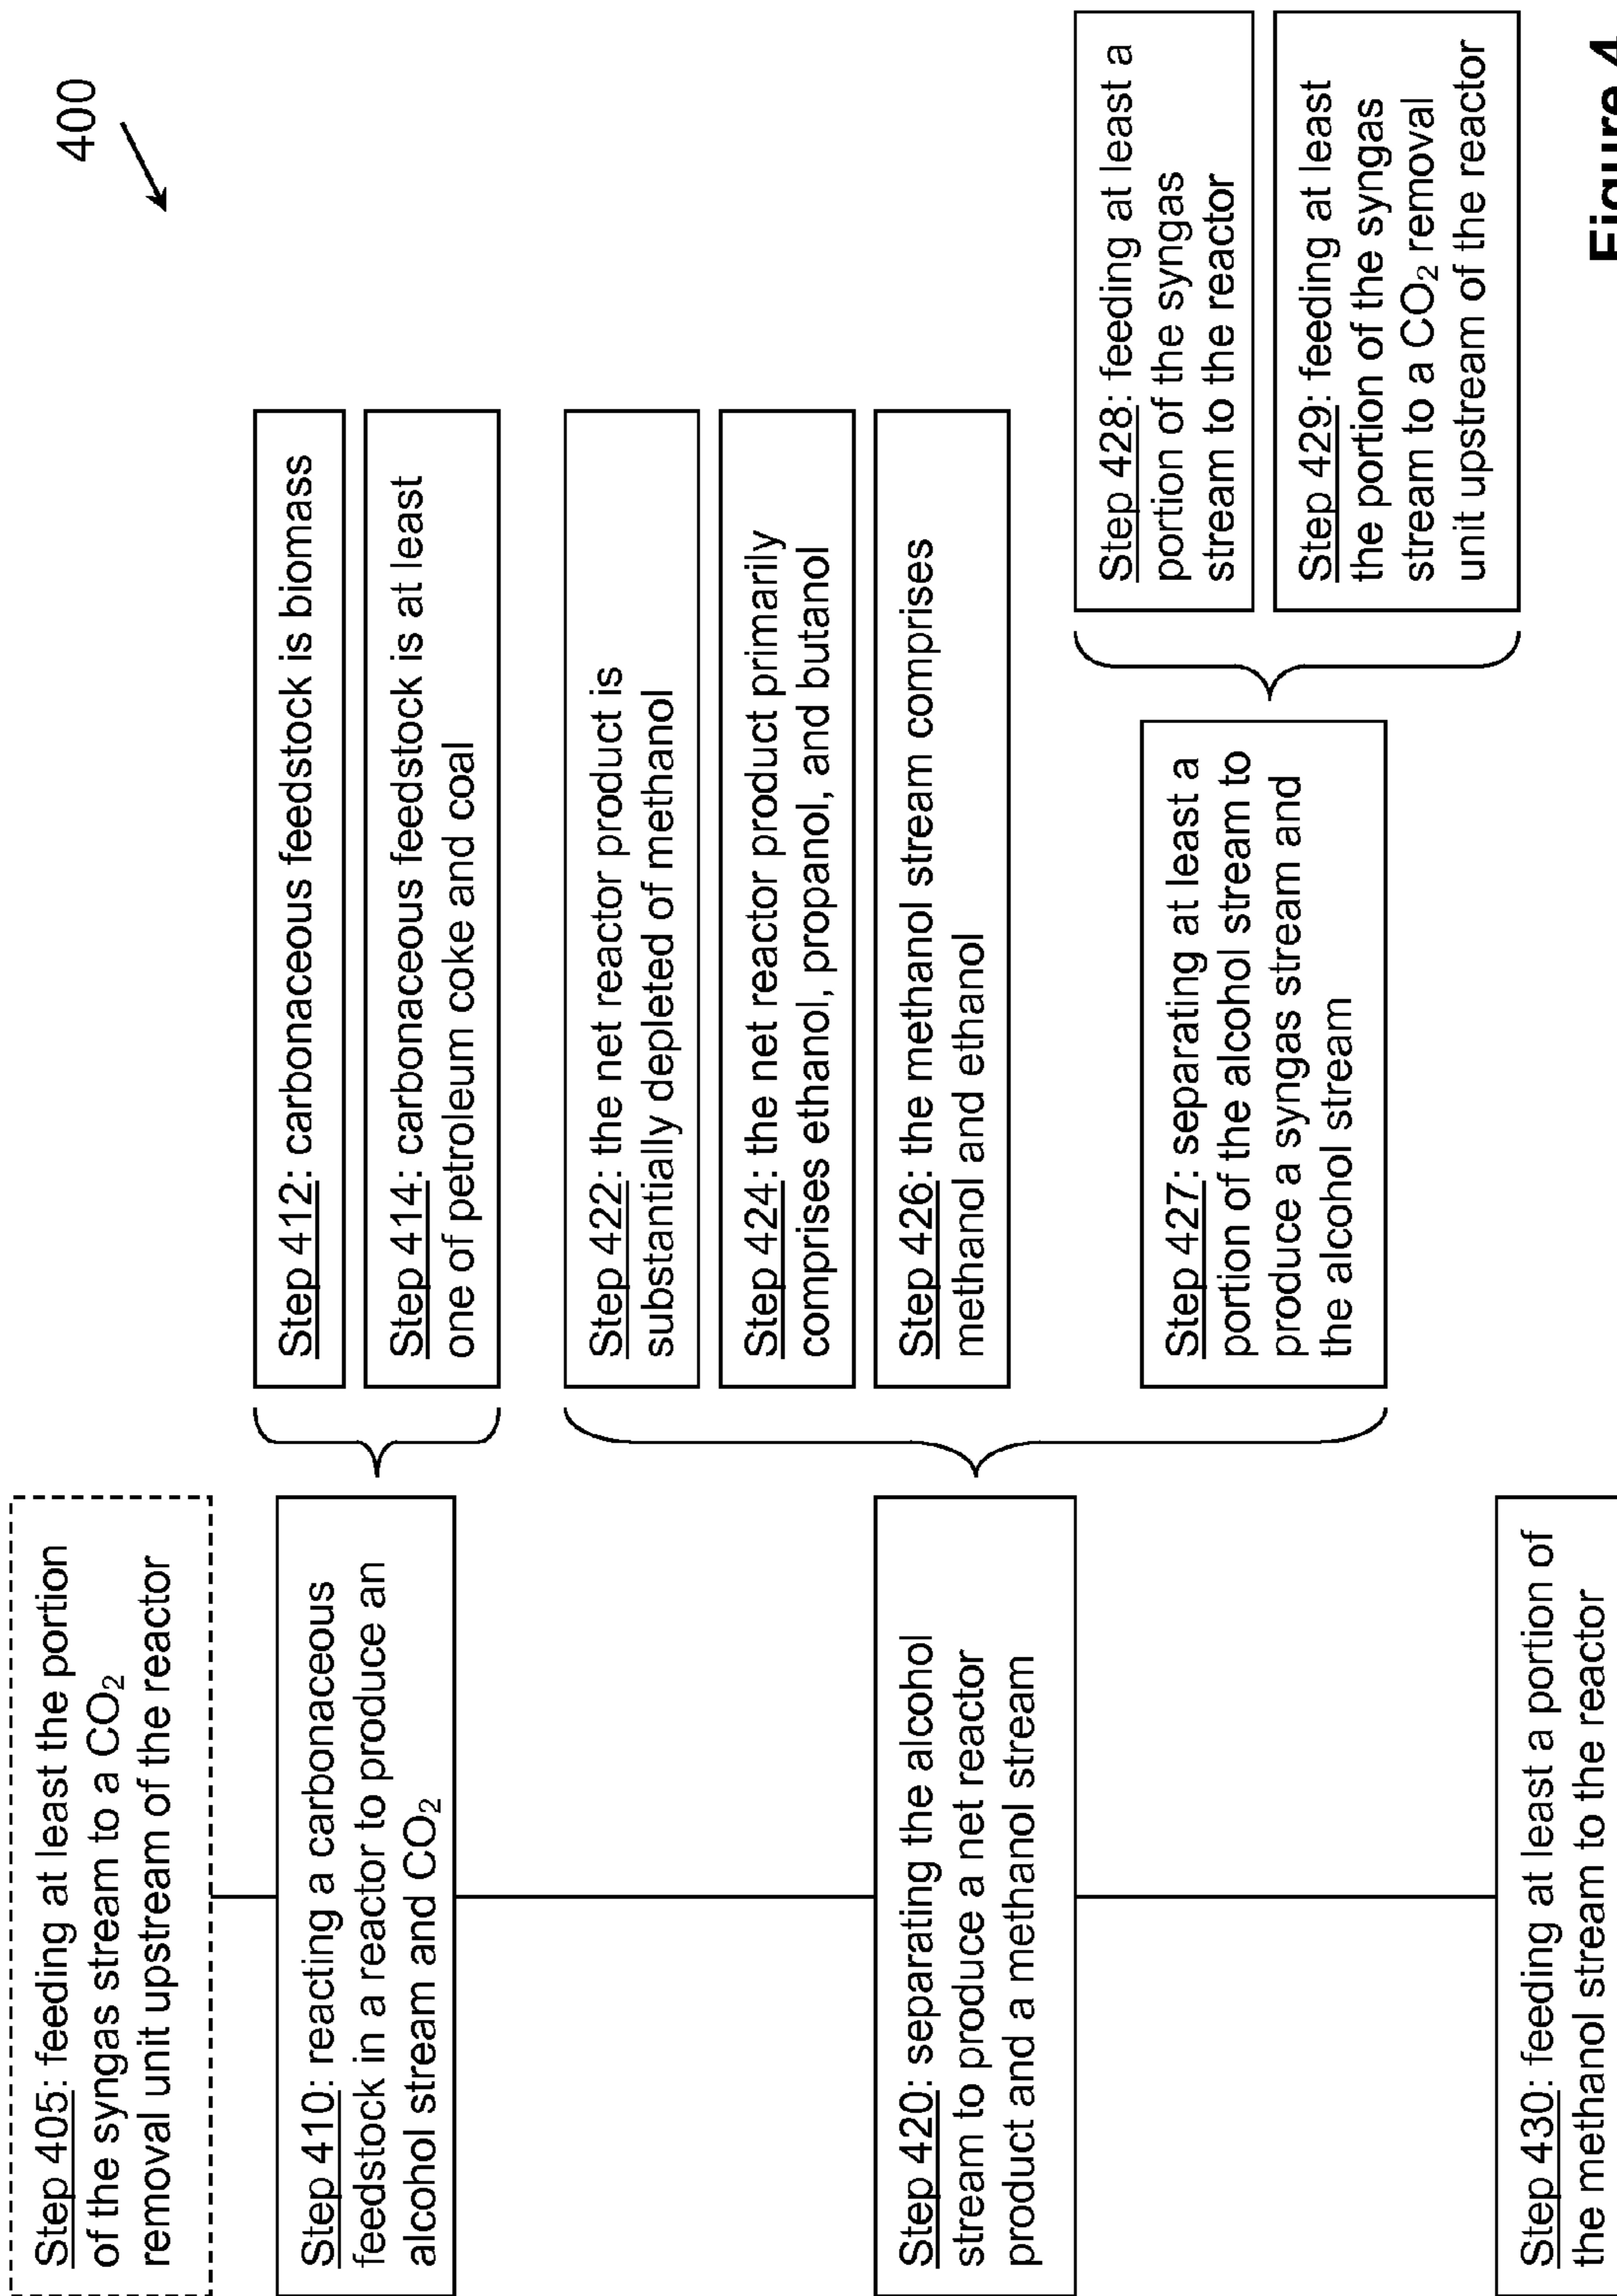 400
Step 405: feeding at least the portion
of the syngas stream to a CO₂
removal unit upstream of the reactor
Step 410: reacting a carbonaceous
feedstock in a reactor to produce an
alcohol stream and CO₂
Step 412: carbonaceous feedstock is biomass
Step 414: carbonaceous feedstock is at least
one of petroleum coke and coal
Step 420: separating the alcohol
stream to produce a net reactor
product and a methanol stream
Step 422: the net reactor product is
substantially depleted of methanol
Step 424: the net reactor product primarily
comprises ethanol, propanol, and butanol
Step 426: the methanol stream comprises
methanol and ethanol
Step 427: separating at least a
portion of the alcohol stream to
produce a syngas stream and
the alcohol stream
Step 428: feeding at least a
portion of the syngas
stream to the reactor
Step 429: feeding at least
the portion of the syngas
stream to a CO₂ removal
unit upstream of the reactor
Step 430: feeding at least a portion of
the methanol stream to the reactor
Figure 4